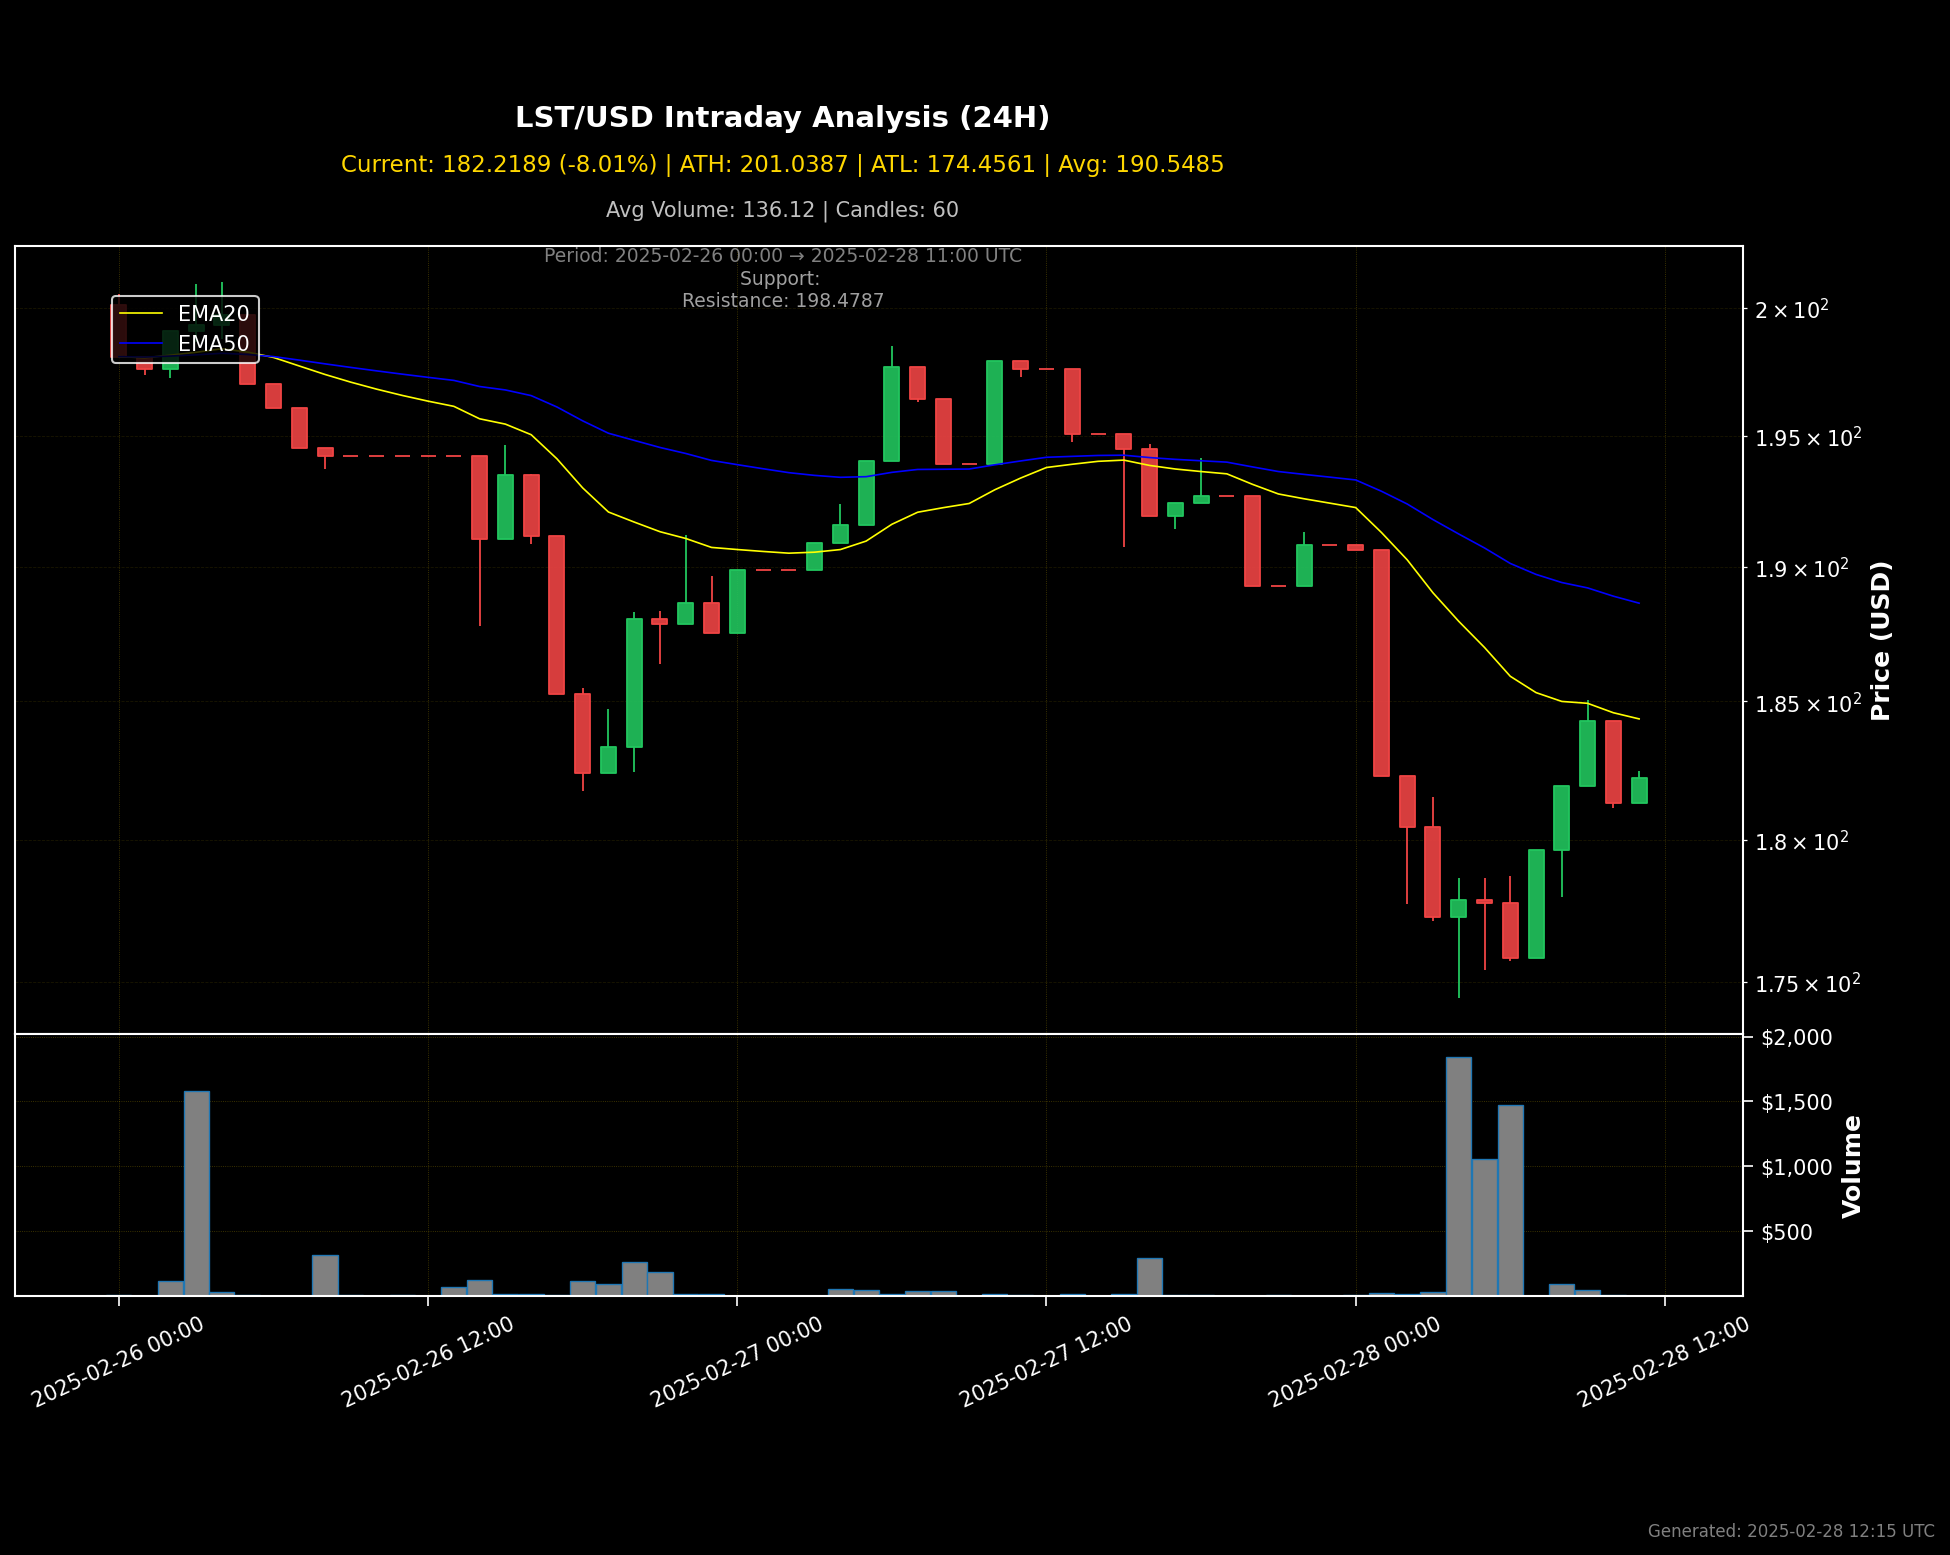 LST/USD Intraday Analysis (24H)
Current: 182.2189 (-8.01%) | ATH: 201.0387 | ATL: 174.4561 | Avg: 190.5485
Avg Volume: 136.12 | Candles: 60
Period: 2025-02-26 00:00 → 2025-02-28 11:00 UTC
Support:
Resistance: 198.4787
EMA20
EMA50
2 × 10²
1.95 × 10²
1.9 × 10²
1.85 × 10²
1.8 × 10²
1.75 × 10²
Price (USD)
$2,000
$1,500
$1,000
$500
Volume
2025-02-26 00:00
2025-02-26 12:00
2025-02-27 00:00
2025-02-27 12:00
2025-02-28 00:00
2025-02-28 12:00
Generated: 2025-02-28 12:15 UTC